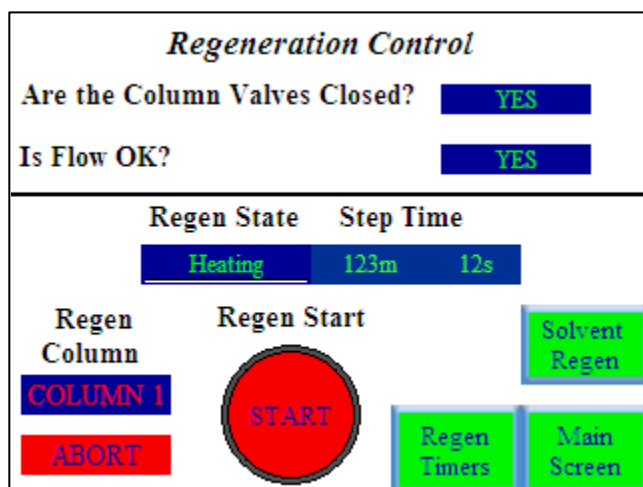 Regeneration Control
Are the Column Valves Closed? YES
Is Flow OK? YES
Regen State Step Time
Heating 123m 12s
Regen
Column
COLUMN 1
ABORT
Regen Start
START
Solvent
Regen
Regen
Timers
Main
Screen